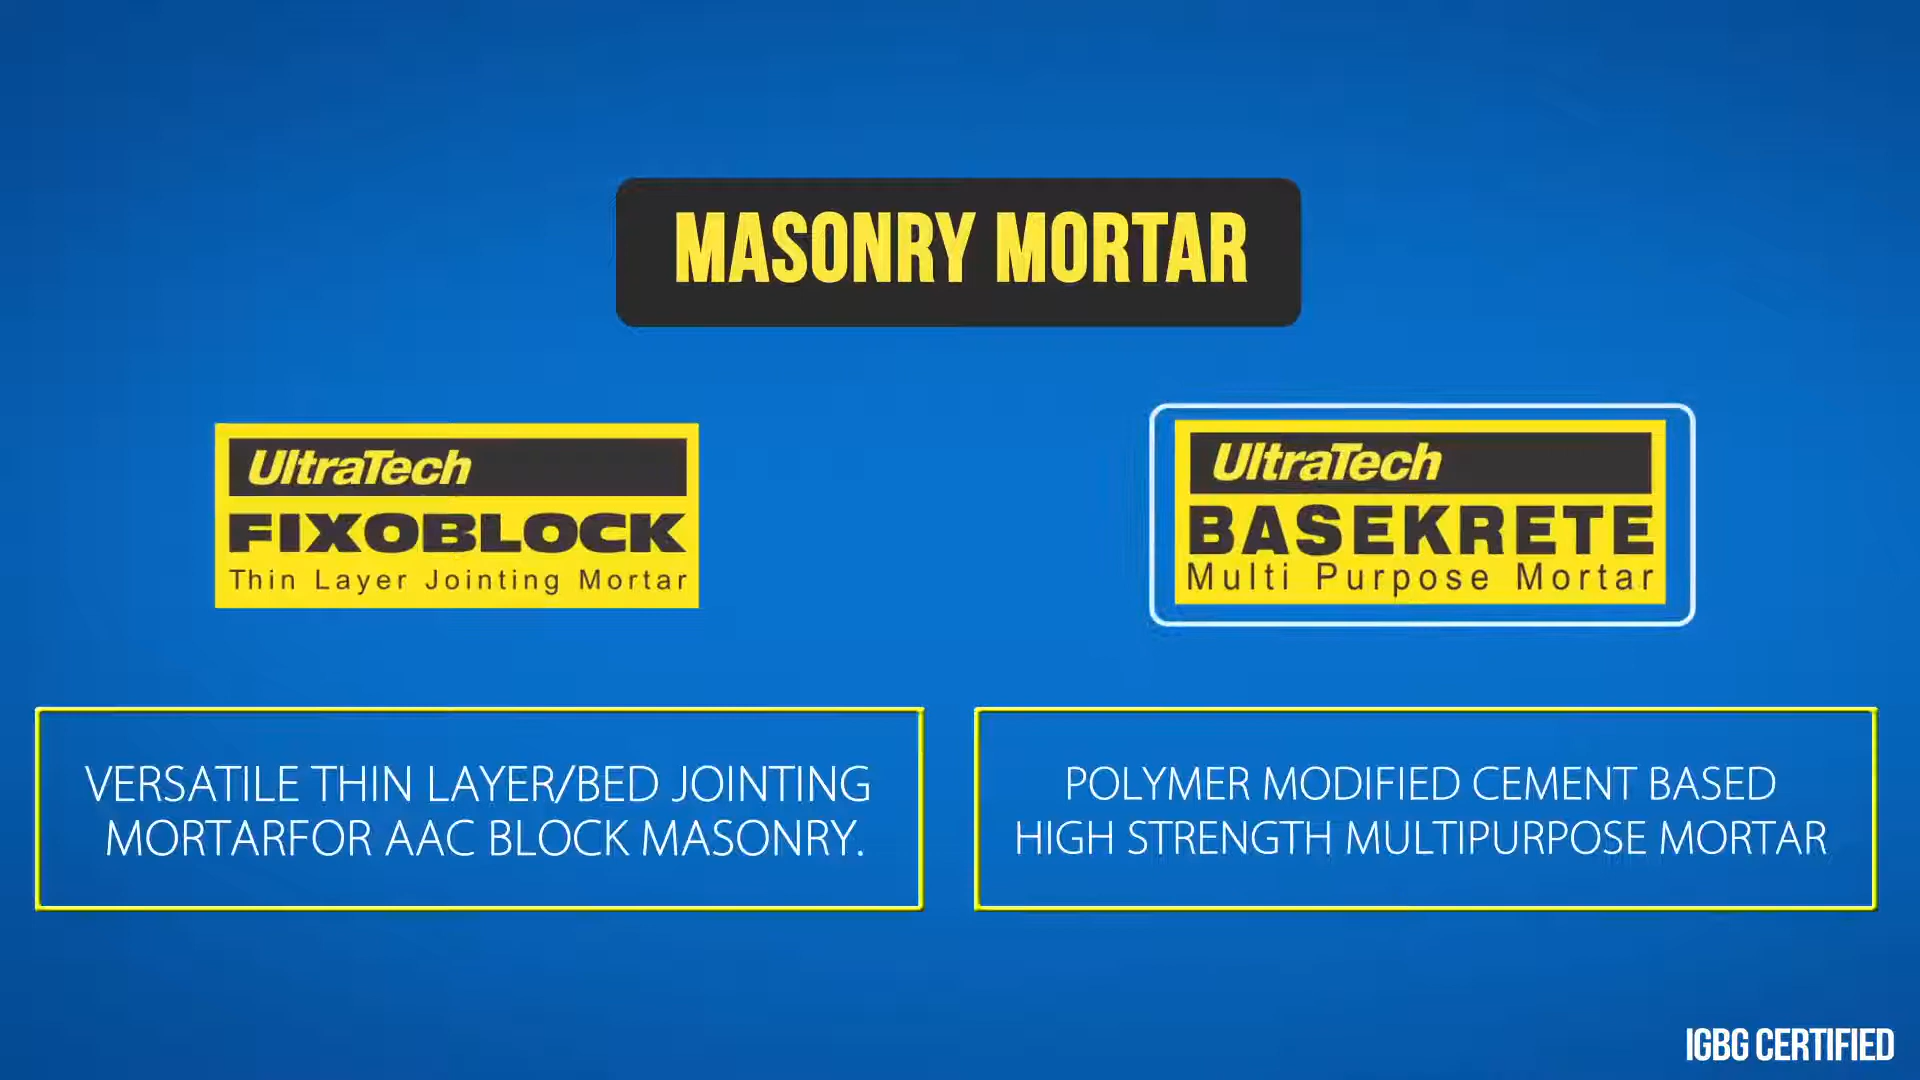 MASONRY MORTAR
UltraTech
FIXOBLOCK
Thin Layer Jointing Mortar
UltraTech
BASEKRETE
Multi Purpose Mortar
VERSATILE THIN LAYER/BED JOINTING
MORTARFOR AAC BLOCK MASONRY.
POLYMER MODIFIED CEMENT BASED
HIGH STRENGTH MULTIPURPOSE MORTAR
IGBG CERTIFIED